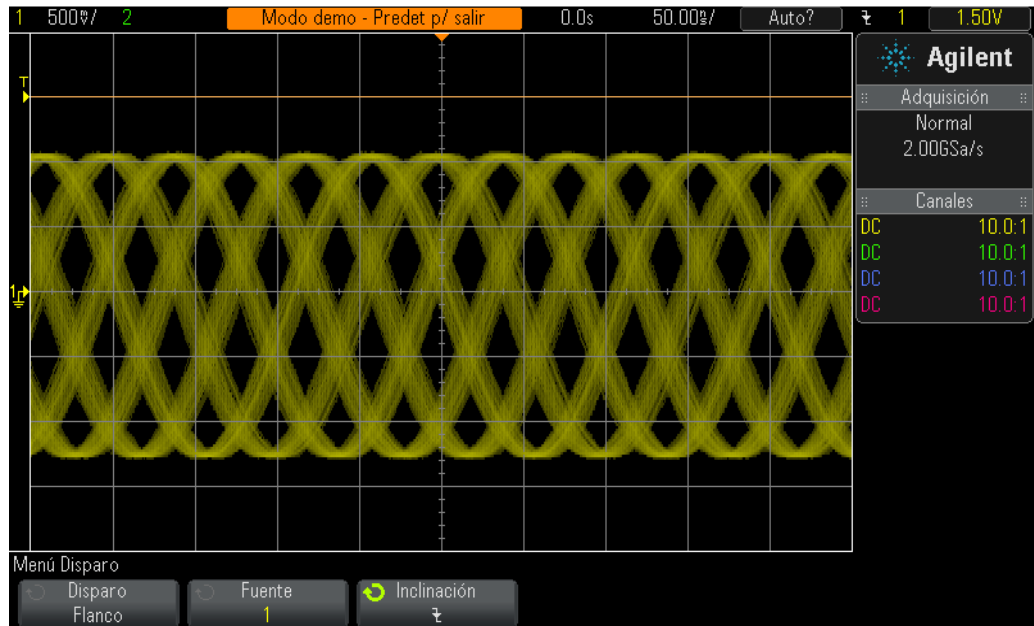 1 500V/ 2 Modo demo - Predet p/ salir 0.0s 50.00s/ Auto? 1 1.50V
Agilent
T
Adquisición
Normal
2.00GSa/s
Canales
DC 10.0:1
DC 10.0:1
DC 10.0:1
DC 10.0:1
1
Menú Disparo
Disparo
Flanco
Fuente
1
Inclinación